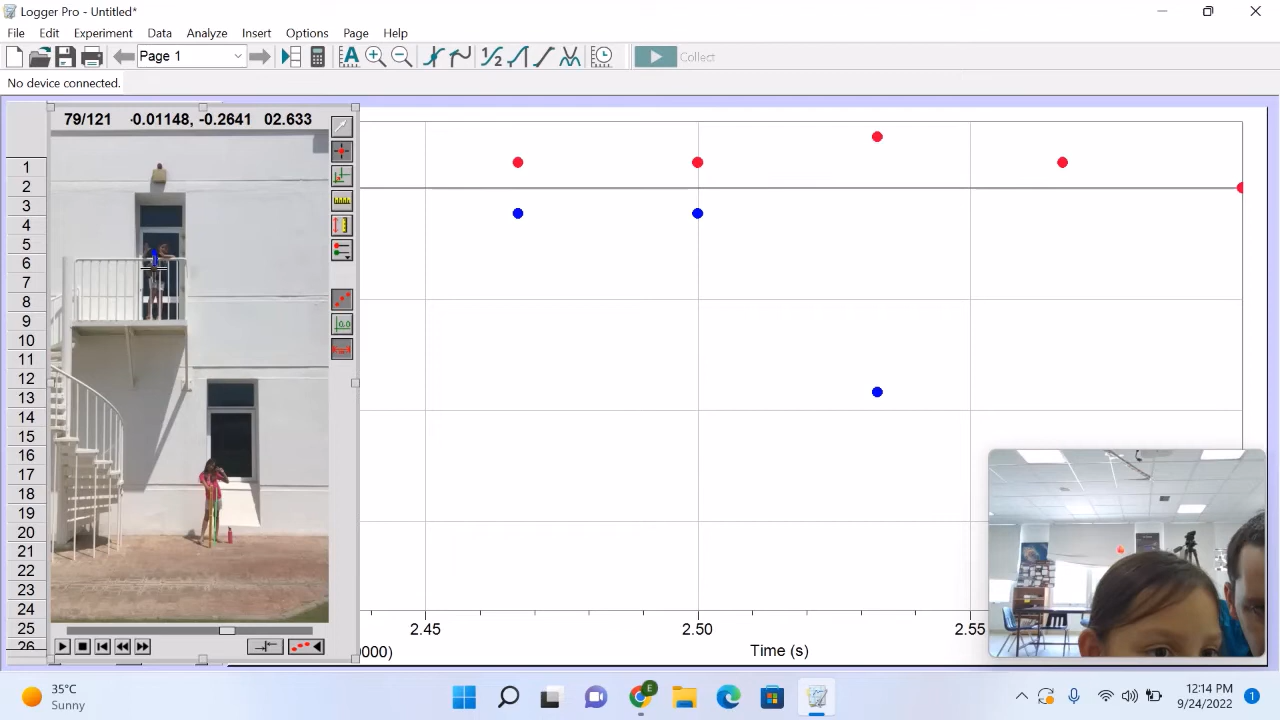 Logger Pro - Untitled*
File Edit Experiment Data Analyze Insert Options Page Help
Page 1
Collect
No device connected.
79/121 -0.01148, -0.2641 02.633
1
2
3
4
5
6
7
8
9
10
11
12
13
14
15
16
17
18
19
20
21
22
23
24
25
26
2.45 2.50 2.55
000) Time (s)
35°C
Sunny
12:14 PM
9/24/2022
1